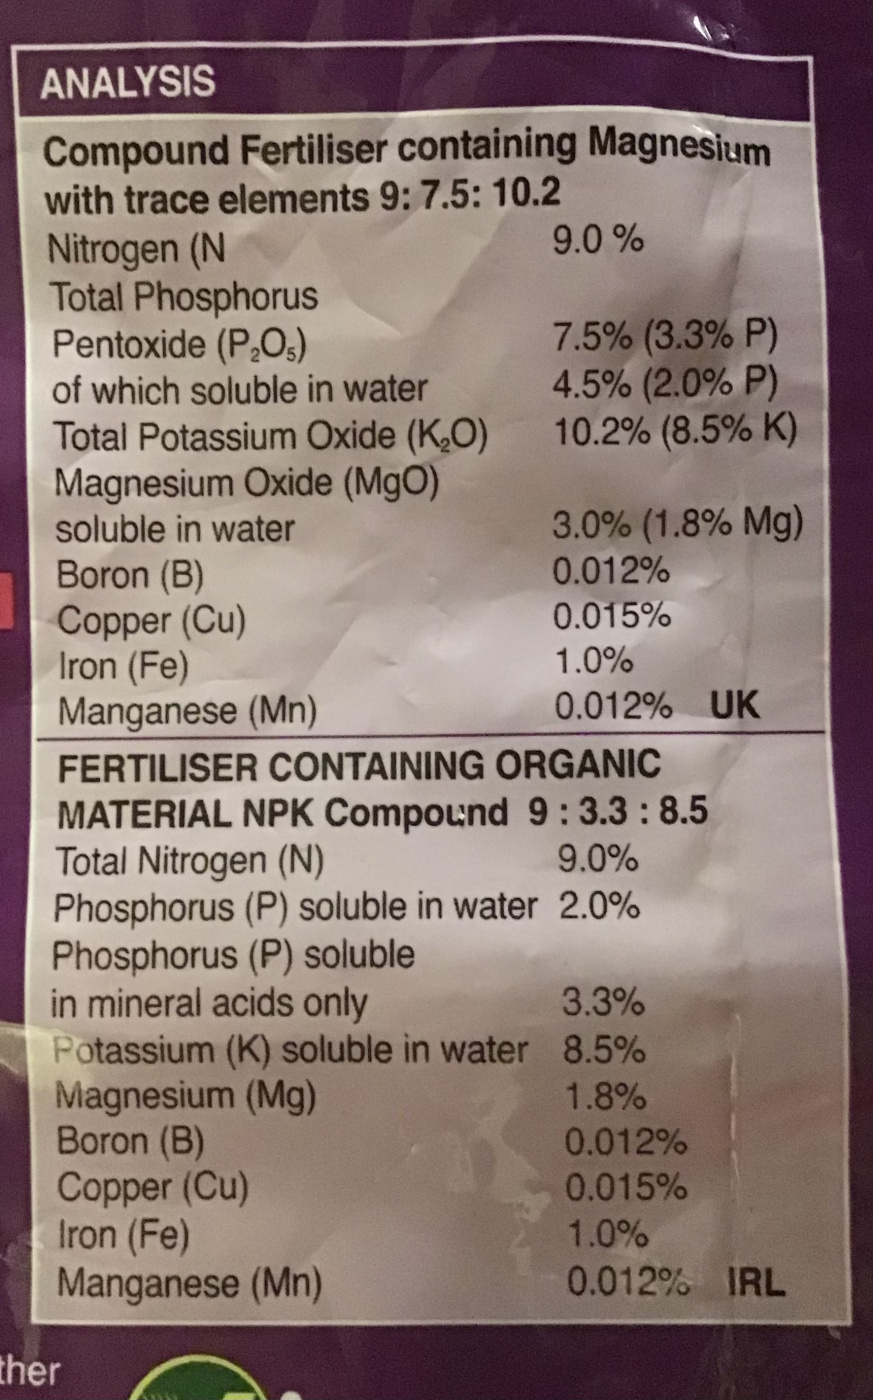 ANALYSIS
Compound Fertiliser containing Magnesium
with trace elements 9: 7.5: 10.2
Nitrogen (N 9.0 %
Total Phosphorus
Pentoxide (P₂O₅) 7.5% (3.3% P)
of which soluble in water 4.5% (2.0% P)
Total Potassium Oxide (K₂O) 10.2% (8.5% K)
Magnesium Oxide (MgO)
soluble in water 3.0% (1.8% Mg)
Boron (B) 0.012%
Copper (Cu) 0.015%
Iron (Fe) 1.0%
Manganese (Mn) 0.012% UK
FERTILISER CONTAINING ORGANIC
MATERIAL NPK Compound 9 : 3.3 : 8.5
Total Nitrogen (N) 9.0%
Phosphorus (P) soluble in water 2.0%
Phosphorus (P) soluble
in mineral acids only 3.3%
Potassium (K) soluble in water 8.5%
Magnesium (Mg) 1.8%
Boron (B) 0.012%
Copper (Cu) 0.015%
Iron (Fe) 1.0%
Manganese (Mn) 0.012% IRL